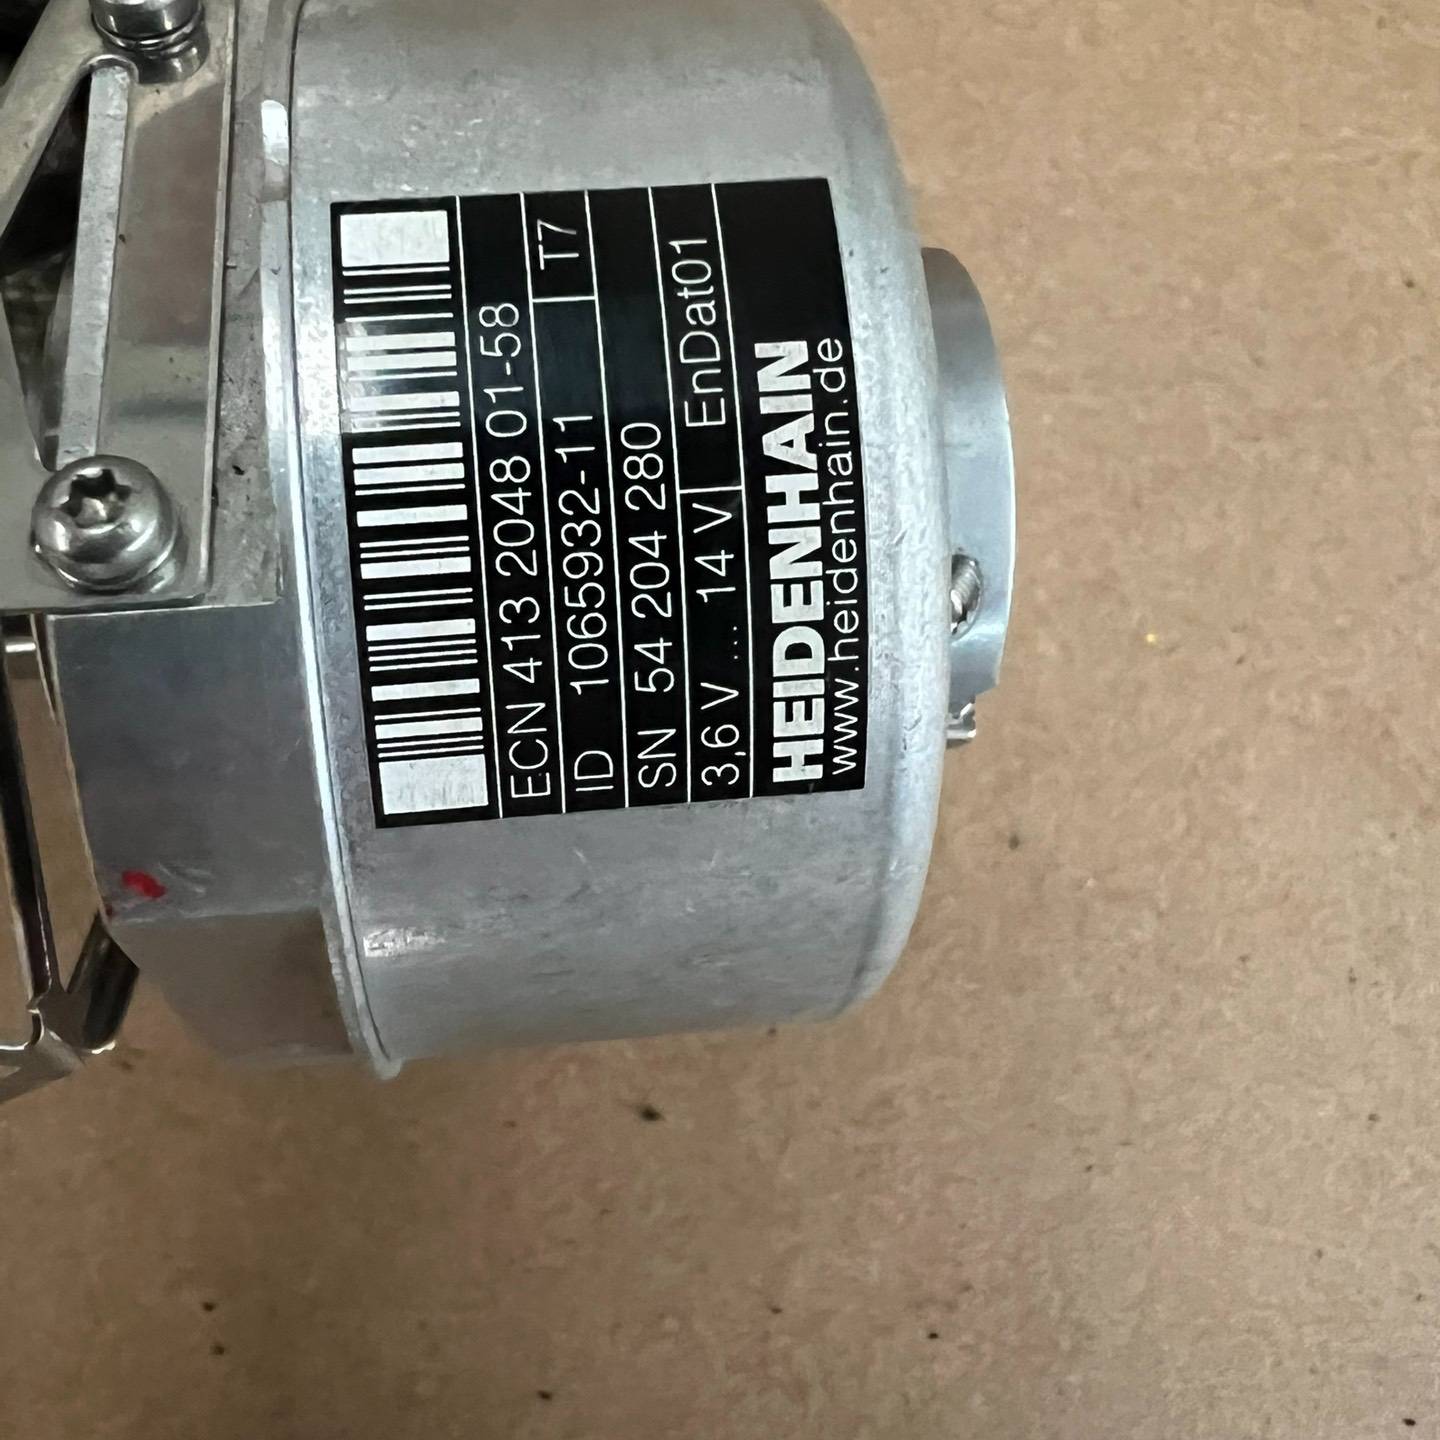 ECN 413 2048 01-58
ID 1065932-11 T7
SN 54 204 280
3,6 V .... 14 V EnDat01
HEIDENHAIN
www.heidenhain.de